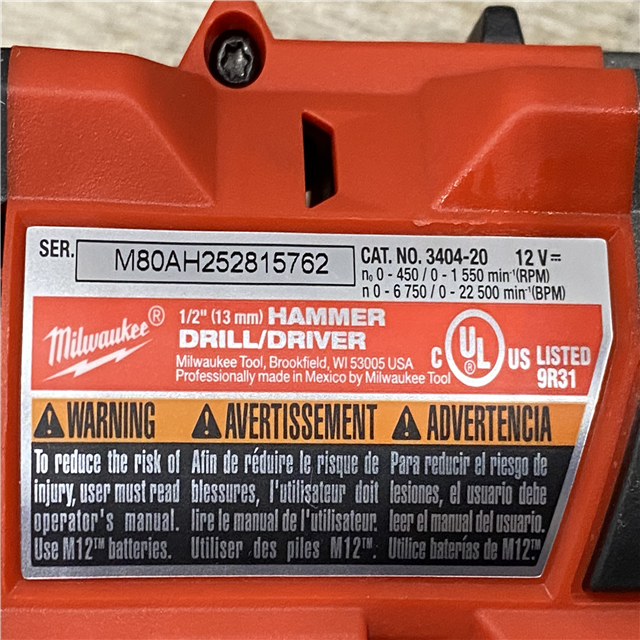 SER. M80AH252815762
CAT. NO. 3404-20 12 V⎓
n₀ 0 - 450 / 0 - 1 550 min⁻¹(RPM)
n 0 - 6 750 / 0 - 22 500 min⁻¹(BPM)
Milwaukee®
1/2" (13 mm) HAMMER
DRILL/DRIVER
Milwaukee Tool, Brookfield, WI 53005 USA
Professionally made in Mexico by Milwaukee Tool
C UL® US LISTED
9R31
⚠WARNING
To reduce the risk of
injury, user must read
operator's manual.
Use M12™ batteries.
⚠AVERTISSEMENT
Afin de réduire le risque de
blessures, l'utilisateur doit
lire le manuel de l'utilisateur.
Utiliser des piles M12™.
⚠ADVERTENCIA
Para reducir el riesgo de
lesiones, el usuario debe
leer el manual del usuario.
Utilice baterías de M12™